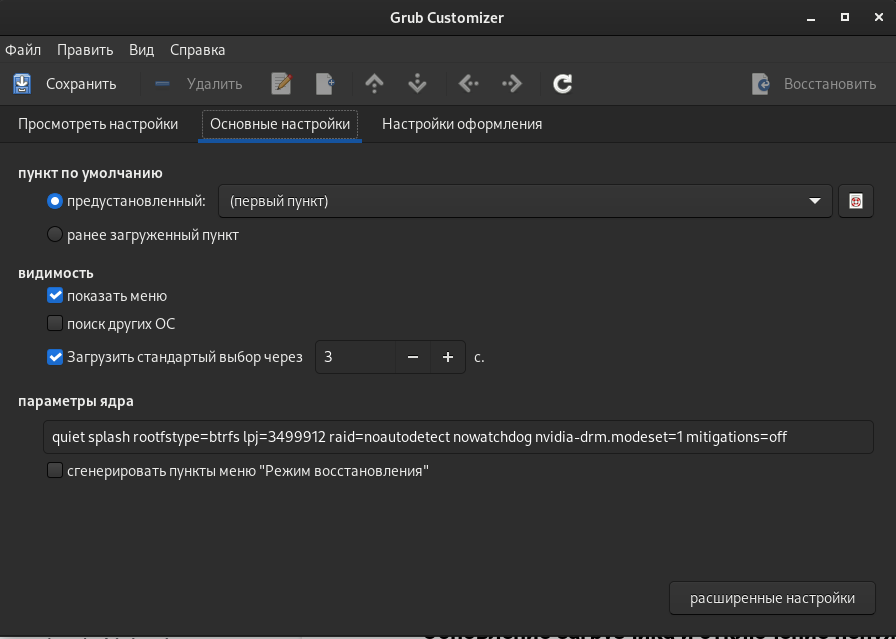 Grub Customizer
Файл Править Вид Справка
Сохранить Удалить Восстановить
Просмотреть настройки Основные настройки Настройки оформления
пункт по умолчанию
предустановленный: (первый пункт)
ранее загруженный пункт
видимость
показать меню
поиск других ОС
Загрузить стандартый выбор через 3 с.
параметры ядра
quiet splash rootfstype=btrfs lpj=3499912 raid=noautodetect nowatchdog nvidia-drm.modeset=1 mitigations=off
сгенерировать пункты меню "Режим восстановления"
расширенные настройки